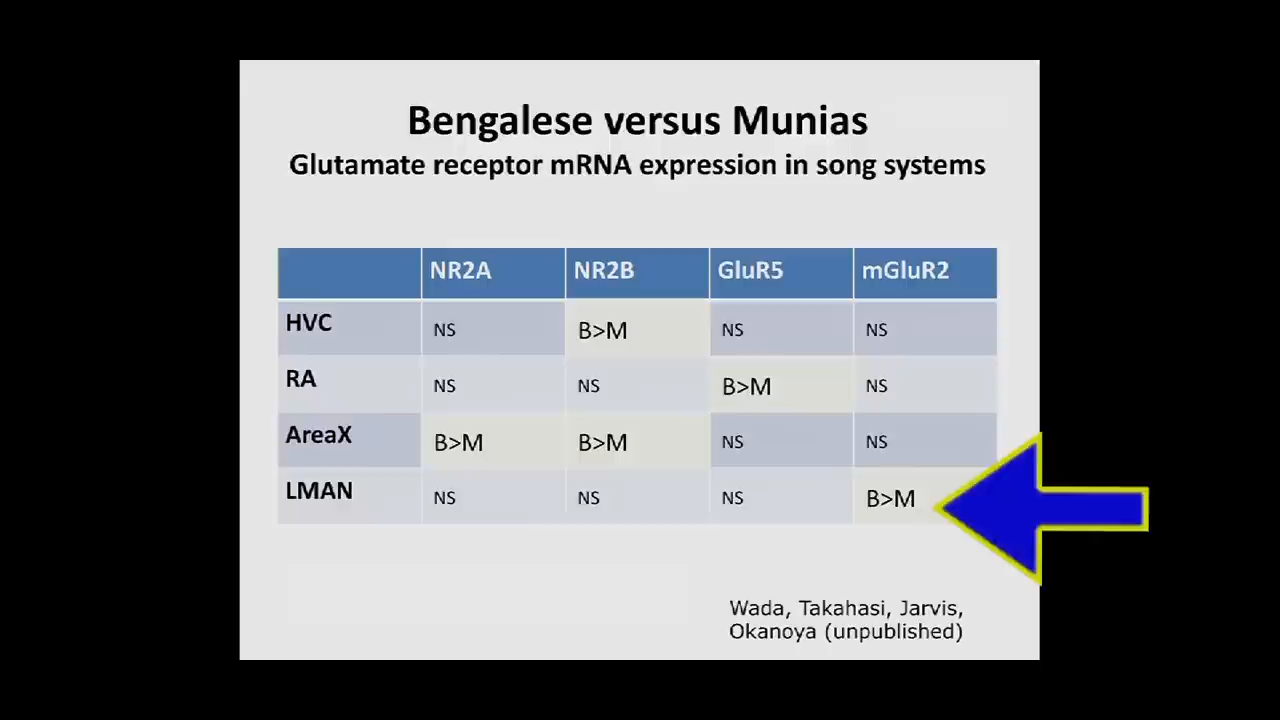 Bengalese versus Munias
Glutamate receptor mRNA expression in song systems
NR2A NR2B GluR5 mGluR2
HVC NS B>M NS NS
RA NS NS B>M NS
AreaX B>M B>M NS NS
LMAN NS NS NS B>M
Wada, Takahasi, Jarvis,
Okanoya (unpublished)